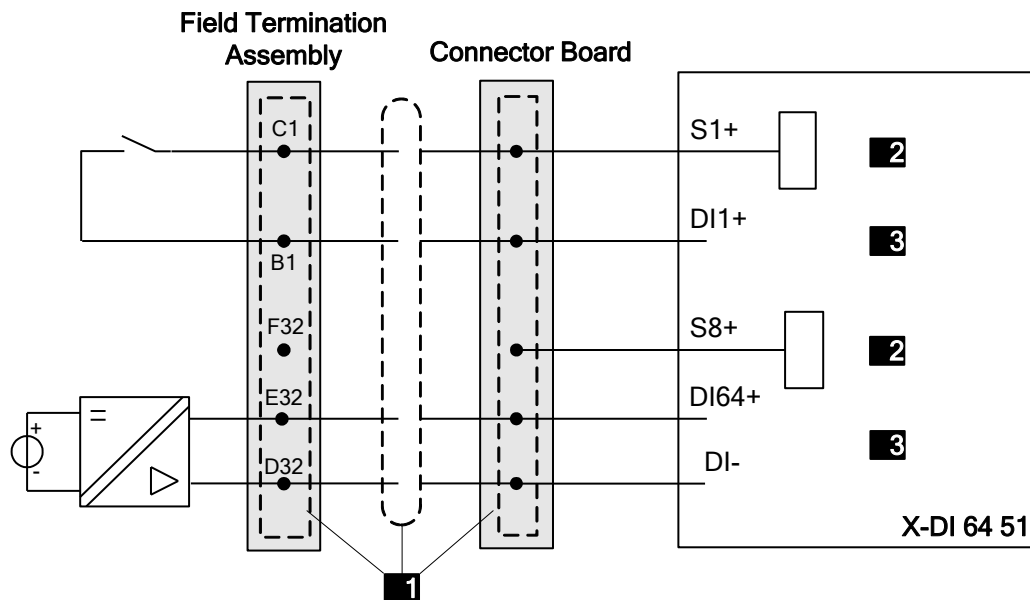 Field Termination
Assembly
Connector Board
C1
S1+
2
DI1+
3
B1
F32
S8+
2
E32
DI64+
=
+
-
D32
DI-
3
X-DI 64 51
1